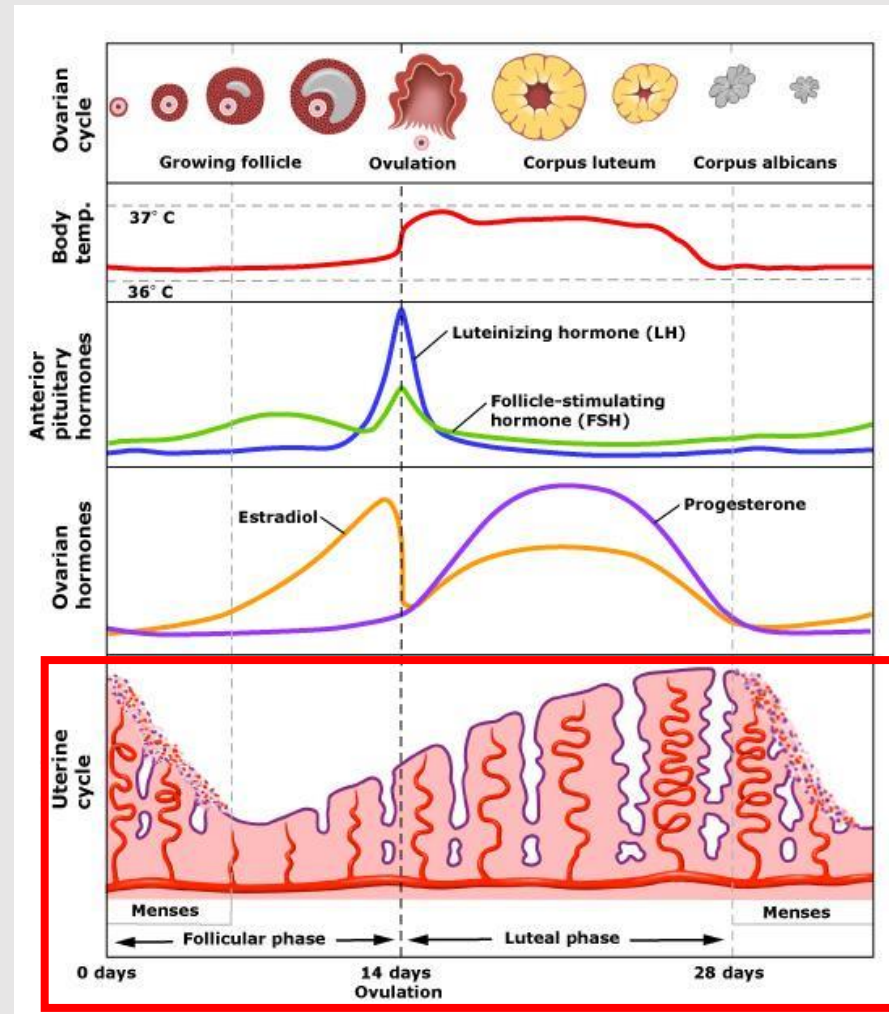 Ovarian
cycle
Growing follicle
Ovulation
Corpus luteum
Corpus albicans
Body
temp.
37° C
36° C
Anterior
pituitary
hormones
Luteinizing hormone (LH)
Follicle-stimulating
hormone (FSH)
Ovarian
hormones
Estradiol
Progesterone
Uterine
cycle
Menses
Menses
Follicular phase
Luteal phase
0 days
14 days
Ovulation
28 days